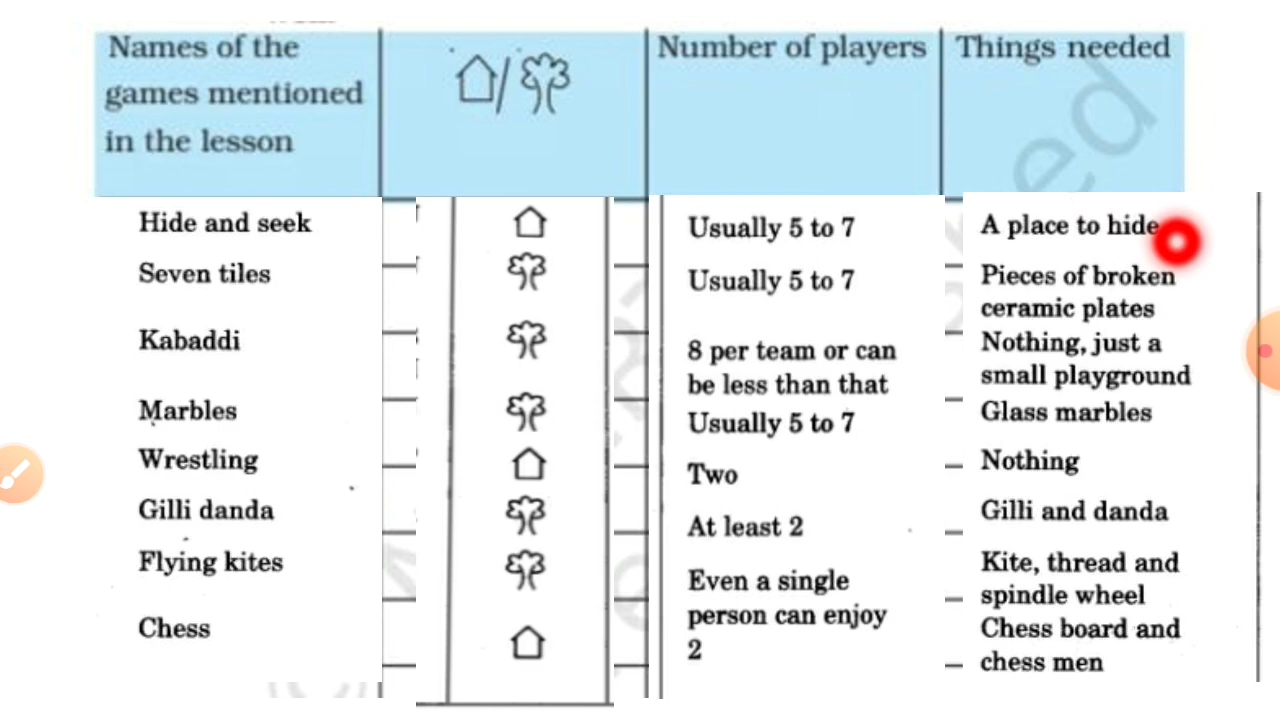 Names of the
games mentioned
in the lesson
Number of players
Things needed
Hide and seek
Usually 5 to 7
A place to hide
Seven tiles
Usually 5 to 7
Pieces of broken
ceramic plates
Kabaddi
8 per team or can
be less than that
Nothing, just a
small playground
Marbles
Usually 5 to 7
Glass marbles
Wrestling
Two
Nothing
Gilli danda
At least 2
Gilli and danda
Flying kites
Even a single
person can enjoy
Kite, thread and
spindle wheel
Chess
2
Chess board and
chess men